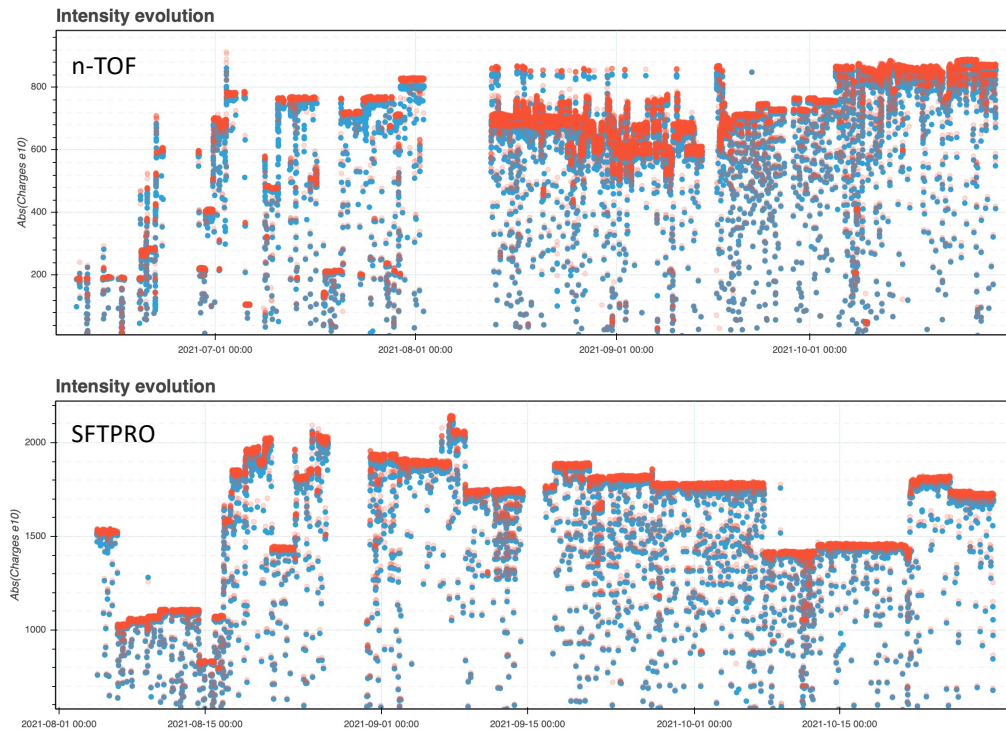 Intensity evolution
n-TOF
800
600
400
200
Abs(Charges e10)
2021-07-01 00:00
2021-08-01 00:00
2021-09-01 00:00
2021-10-01 00:00
Intensity evolution
SFTPRO
2000
1500
1000
Abs(Charges e10)
2021-08-01 00:00
2021-08-15 00:00
2021-09-01 00:00
2021-09-15 00:00
2021-10-01 00:00
2021-10-15 00:00